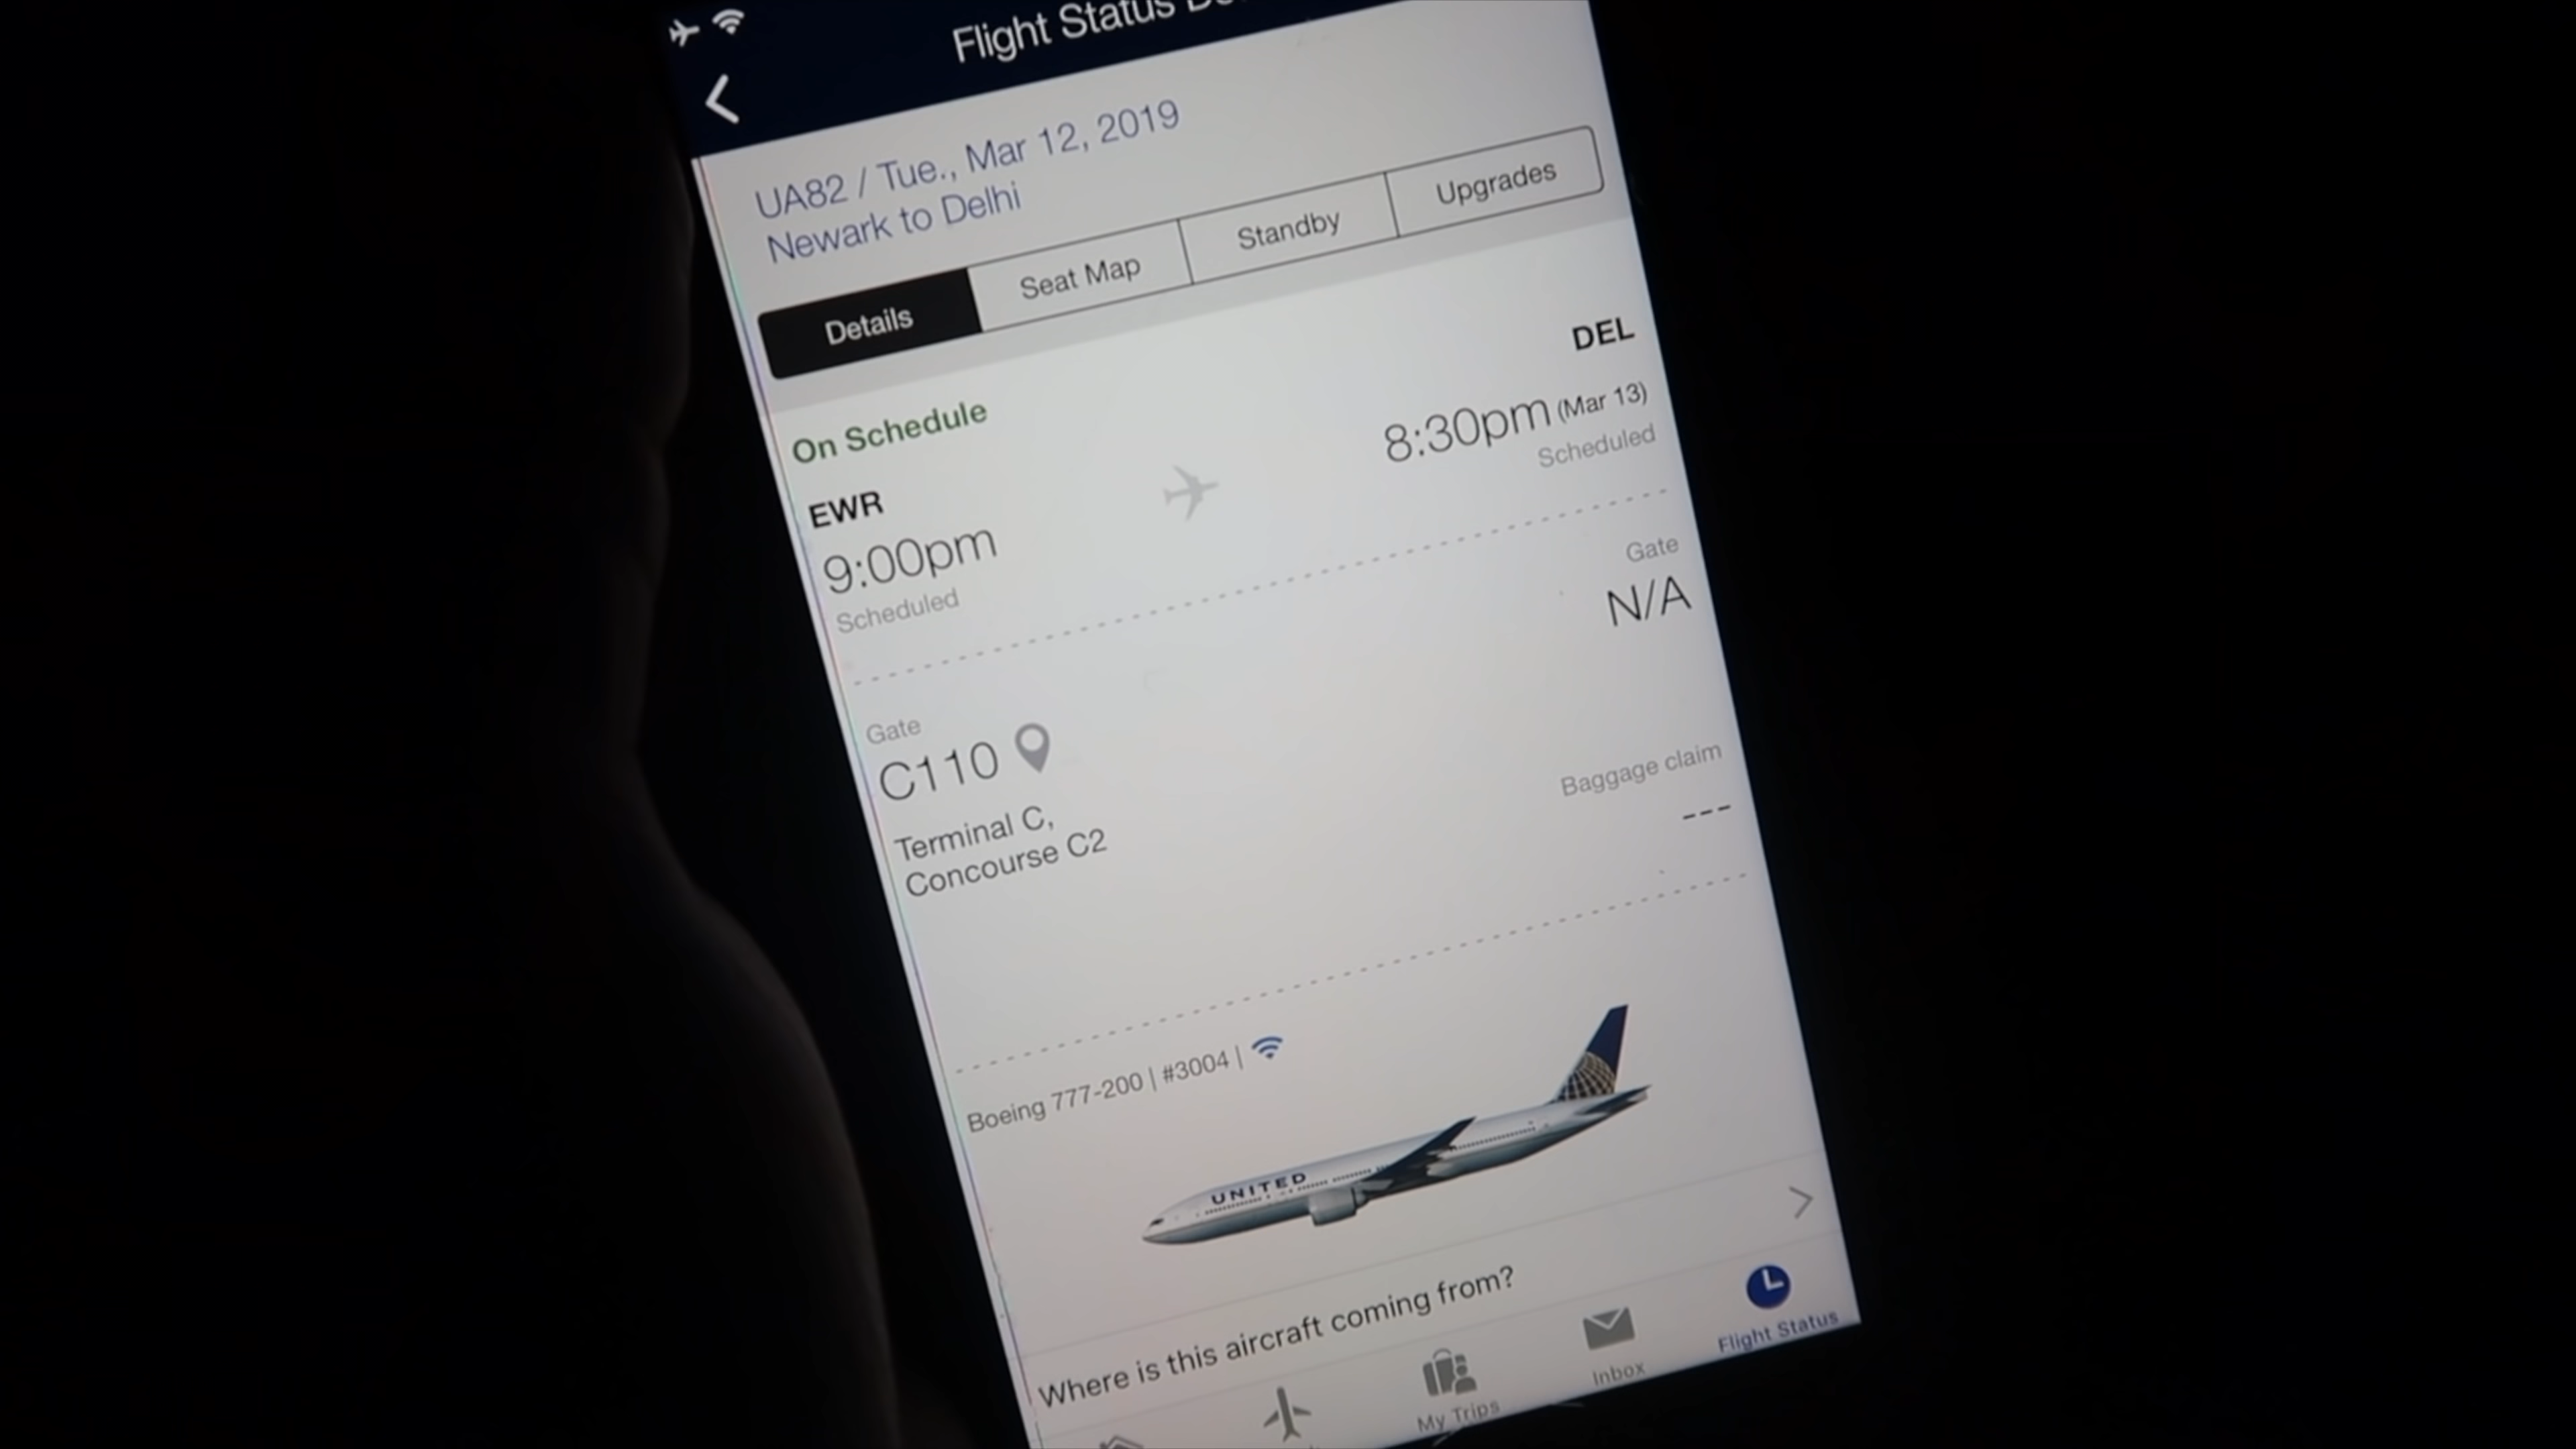 Flight Status
UA82 / Tue., Mar 12, 2019
Newark to Delhi
Details
Seat Map
Standby
Upgrades
On Schedule
EWR
9:00pm
Scheduled
DEL
8:30pm (Mar 13)
Scheduled
Gate
C110
Terminal C,
Concourse C2
Gate
N/A
Baggage claim
---
Boeing 777-200 | #3004 |
UNITED
Where is this aircraft coming from?
My Trips
Inbox
Flight Status